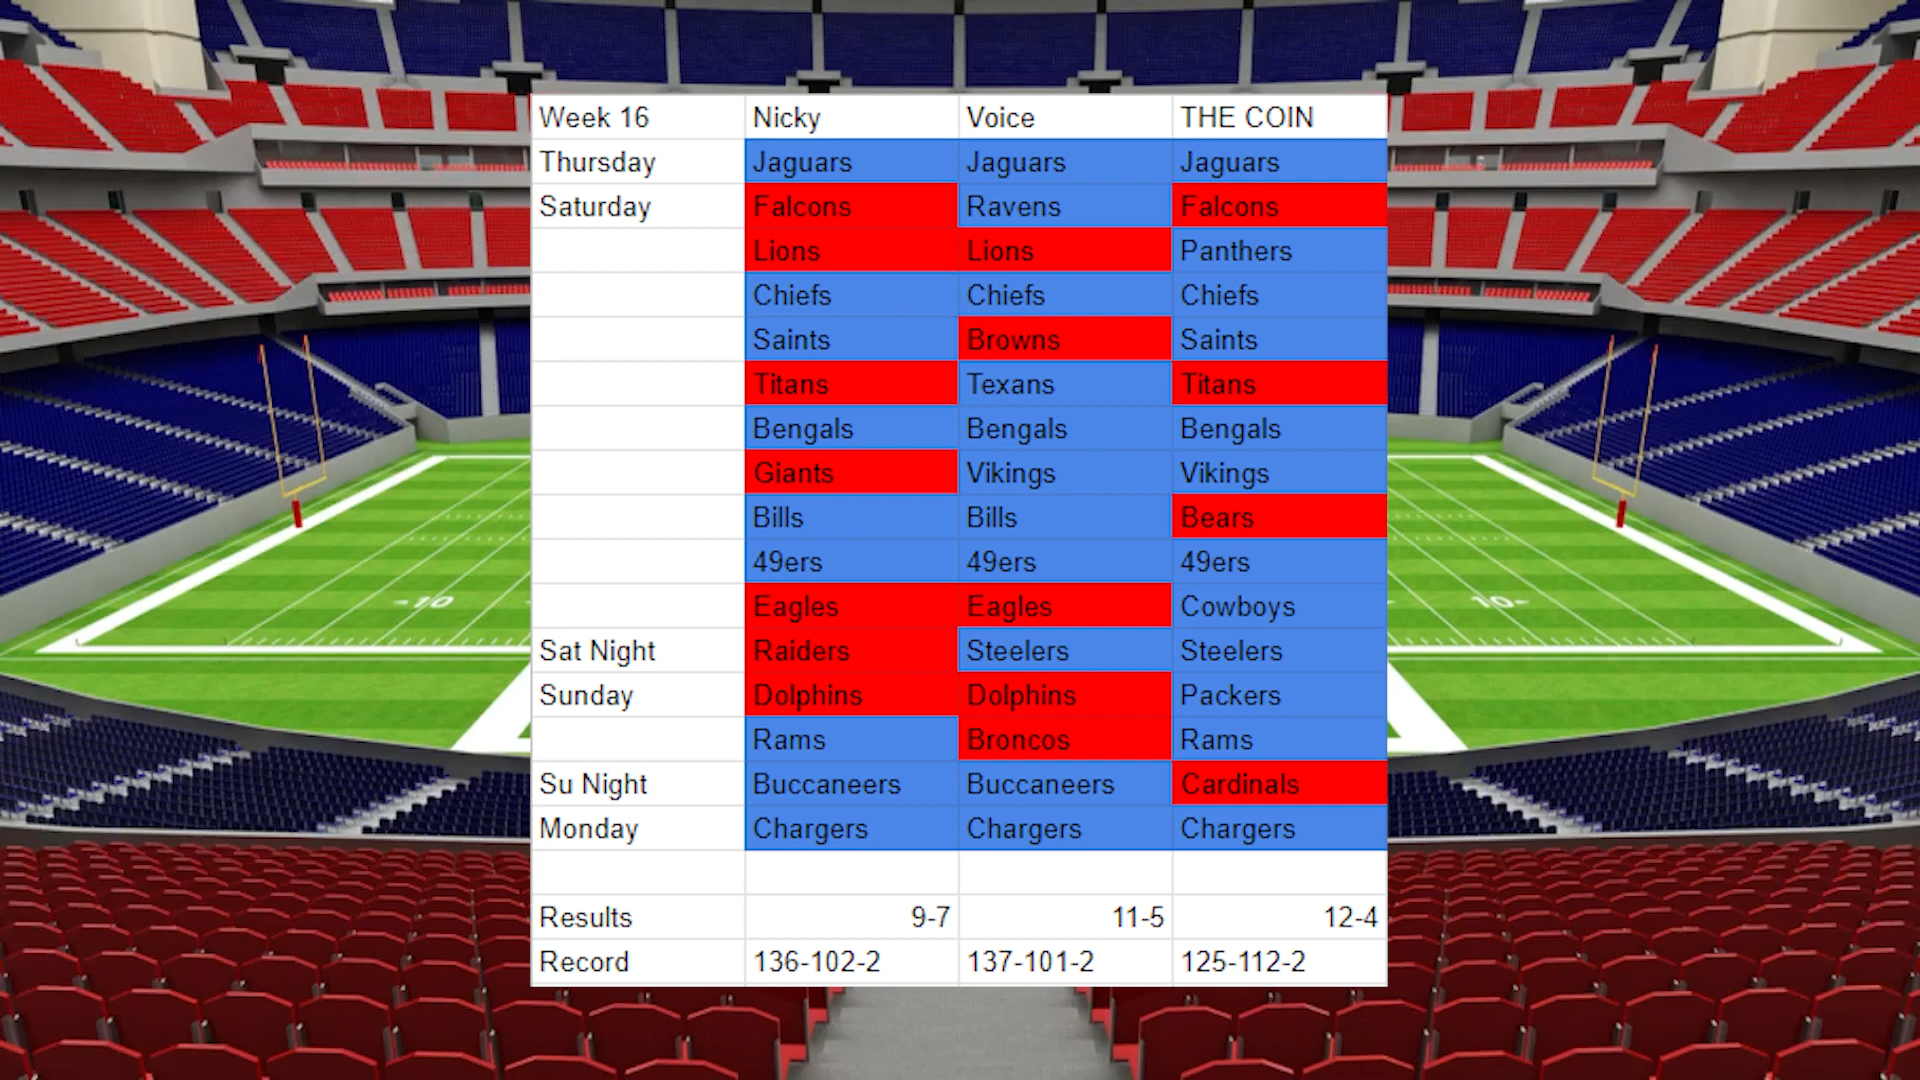 Week 16 Nicky Voice THE COIN
Thursday Jaguars Jaguars Jaguars
Saturday Falcons Ravens Falcons
Lions Lions Panthers
Chiefs Chiefs Chiefs
Saints Browns Saints
Titans Texans Titans
Bengals Bengals Bengals
Giants Vikings Vikings
Bills Bills Bears
49ers 49ers 49ers
Eagles Eagles Cowboys
Sat Night Raiders Steelers Steelers
Sunday Dolphins Dolphins Packers
Rams Broncos Rams
Su Night Buccaneers Buccaneers Cardinals
Monday Chargers Chargers Chargers
Results 9-7 11-5 12-4
Record 136-102-2 137-101-2 125-112-2
10
10